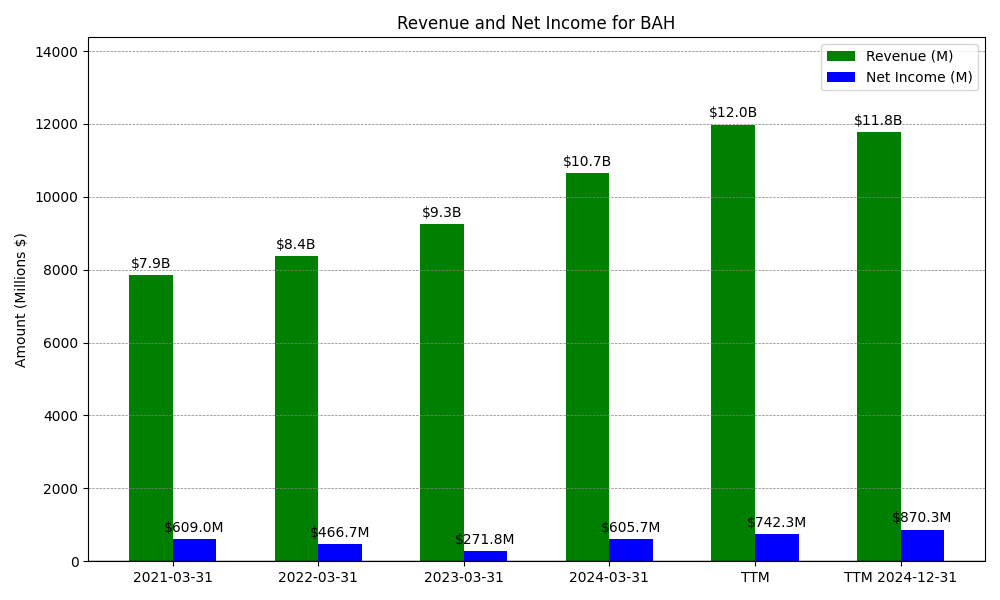 Revenue and Net Income for BAH
Revenue (M)
Net Income (M)
Amount (Millions $)
14000
12000
10000
8000
6000
4000
2000
0
$7.9B
$8.4B
$9.3B
$10.7B
$12.0B
$11.8B
$609.0M
$466.7M
$271.8M
$605.7M
$742.3M
$870.3M
2021-03-31
2022-03-31
2023-03-31
2024-03-31
TTM
TTM 2024-12-31